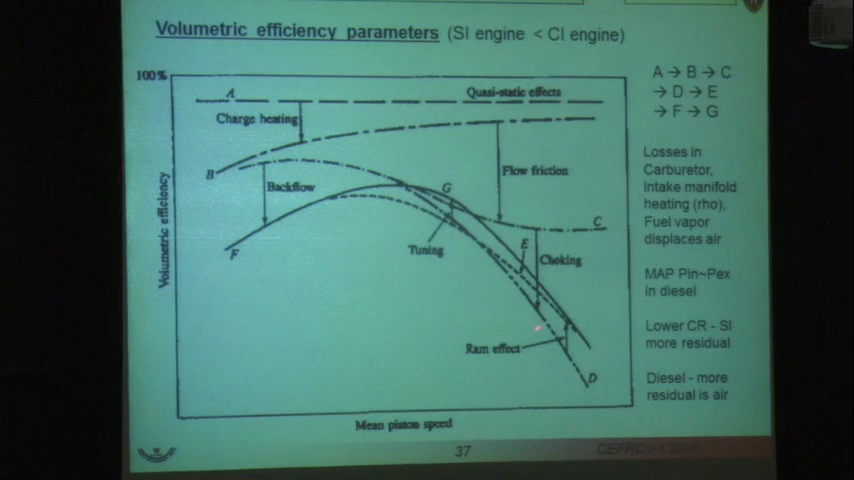 Volumetric efficiency parameters (SI engine < CI engine)
100%
A
Quasi-static effects
Charge heating
B
Backflow
Flow friction
G
C
Tuning
E
Choking
F
Ram effect
D
Volumetric efficiency
Mean piston speed
A → B → C
→ D → E
→ F → G
Losses in
Carburetor,
Intake manifold
heating (rho),
Fuel vapor
displaces air
MAP Pin~Pex
in diesel
Lower CR - SI
more residual
Diesel - more
residual is air
37